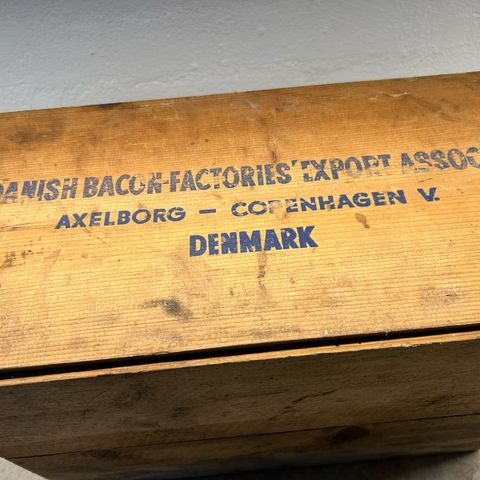 DANISH BACON-FACTORIES' EXPORT ASSOC
AXELBORG — COPENHAGEN V.
DENMARK